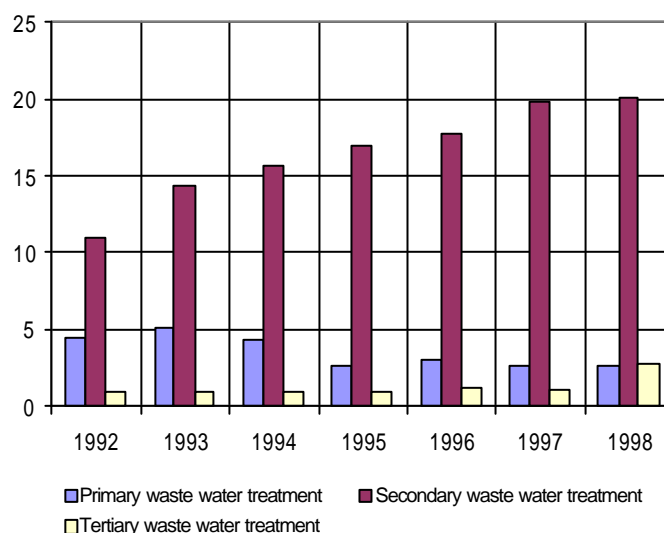 25
20
15
10
5
0
1992 1993 1994 1995 1996 1997 1998
Primary waste water treatment Secondary waste water treatment
Tertiary waste water treatment